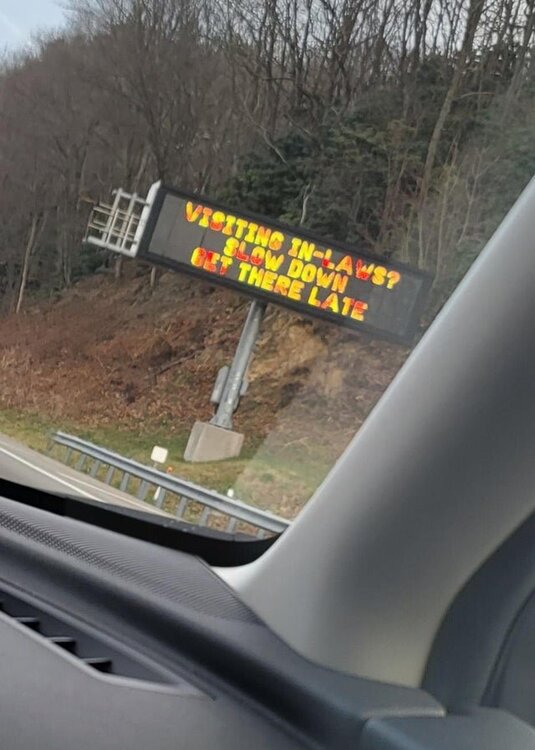 VISITING IN-LAWS?
SLOW DOWN
GET THERE LATE